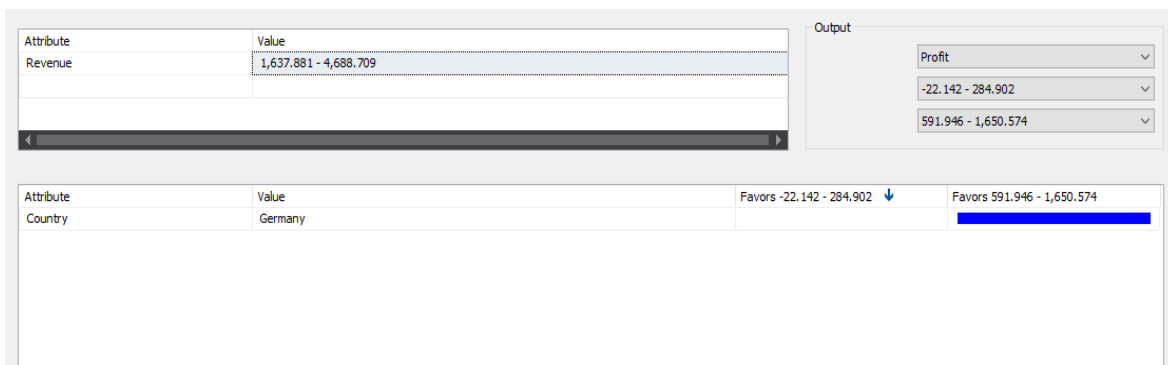 Output
Attribute Value
Revenue 1,637.881 - 4,688.709
Profit
-22.142 - 284.902
591.946 - 1,650.574
Attribute Value Favors -22.142 - 284.902 Favors 591.946 - 1,650.574
Country Germany